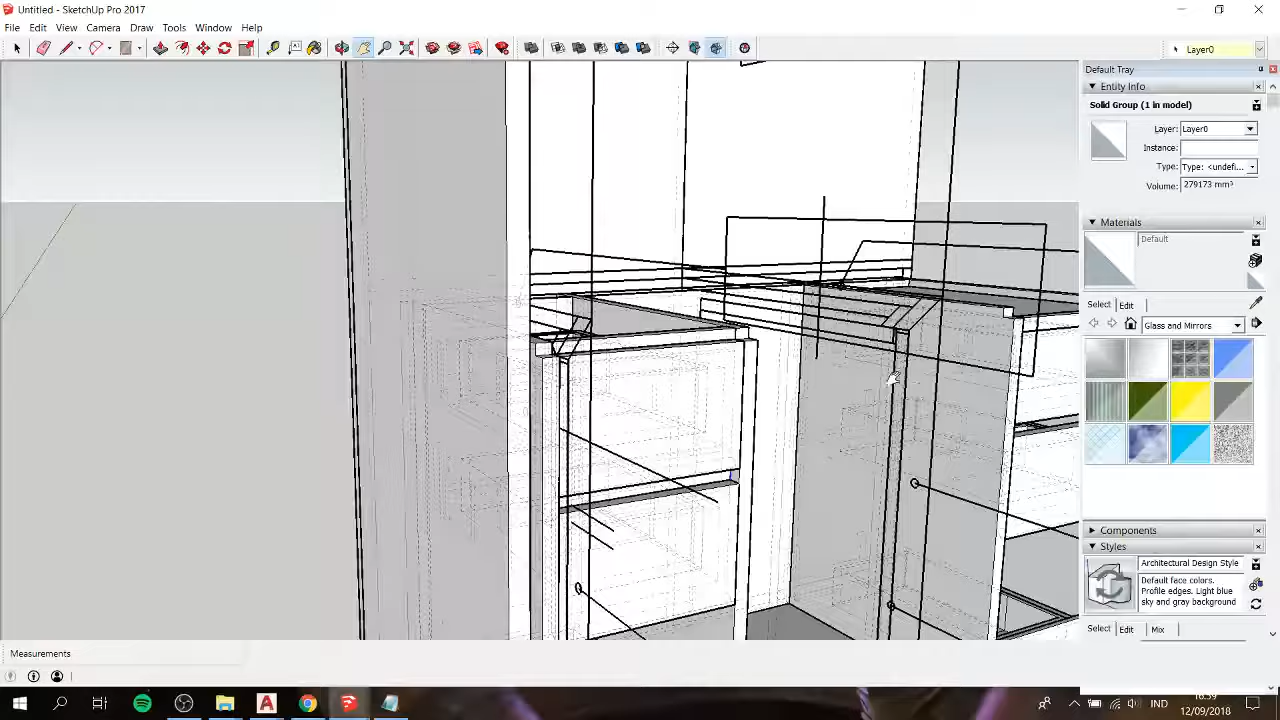 Untitled - SketchUp Pro 2017
File Edit View Camera Draw Tools Window Help
Layer0
Default Tray
Entity Info
Solid Group (1 in model)
Layer: Layer0
Instance:
Type: Type: <undefi...
Volume: 279173 mm³
Materials
Default
Select Edit
Glass and Mirrors
Components
Styles
Architectural Design Style
Default face colors.
Profile edges. Light blue
sky and gray background
Select Edit Mix
Measurements
IND
16.39
12/09/2018